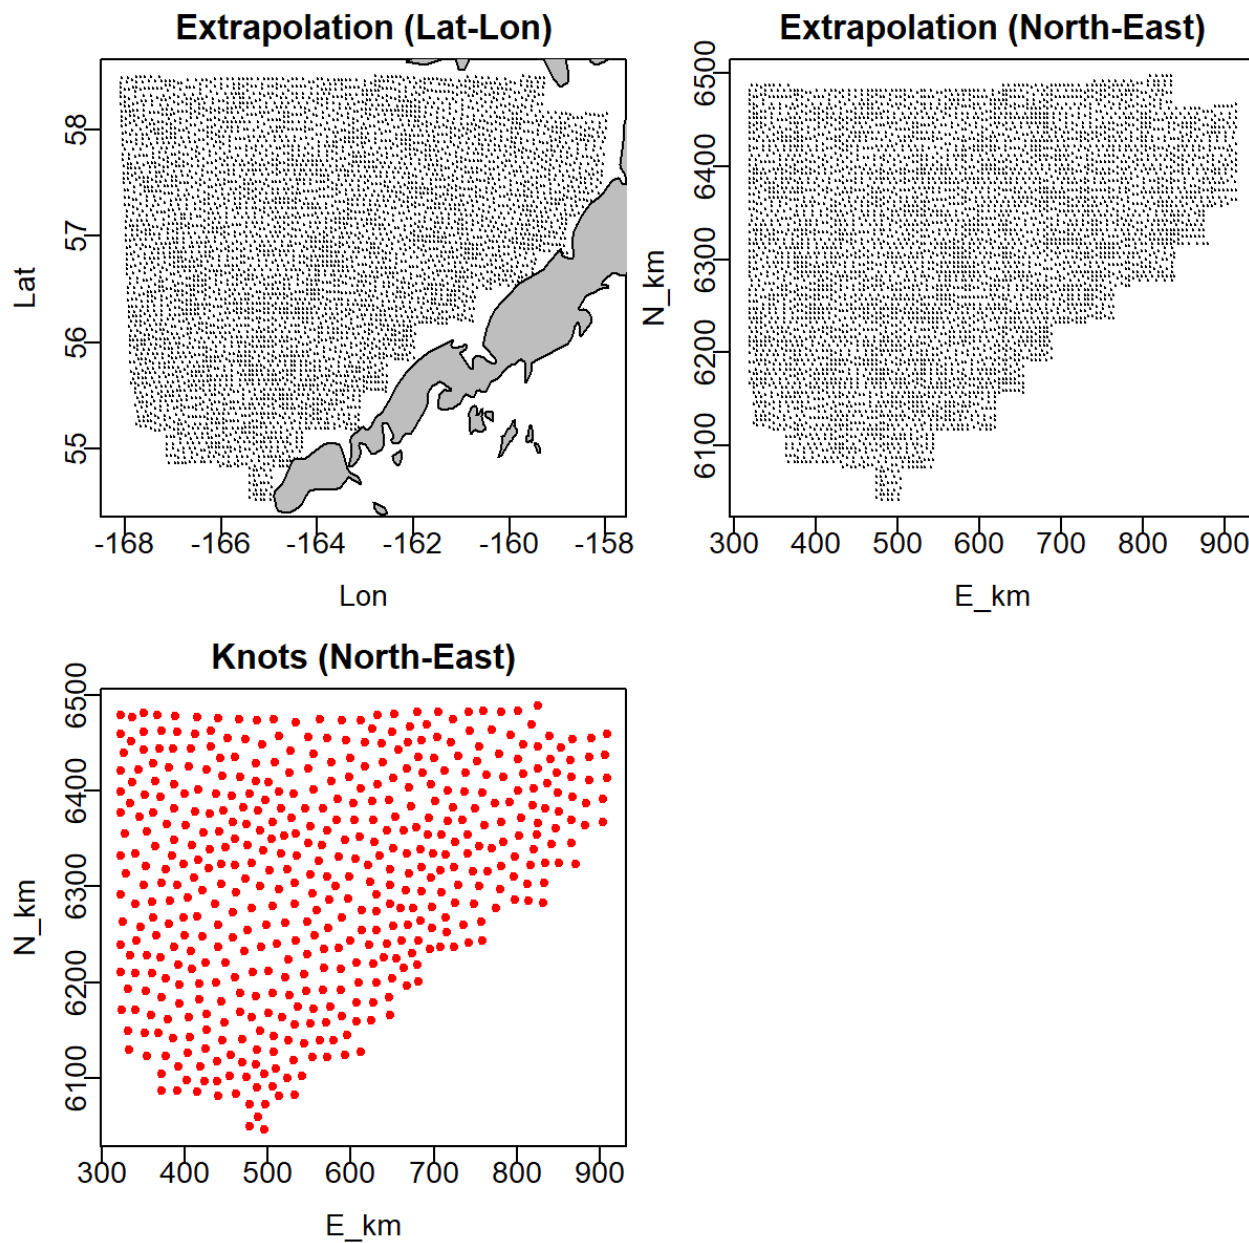 Extrapolation (Lat-Lon)
Lat
58
57
56
55
-168 -166 -164 -162 -160 -158
Lon
Extrapolation (North-East)
N_km
6500
6400
6300
6200
6100
300 400 500 600 700 800 900
E_km
Knots (North-East)
N_km
6500
6400
6300
6200
6100
300 400 500 600 700 800 900
E_km